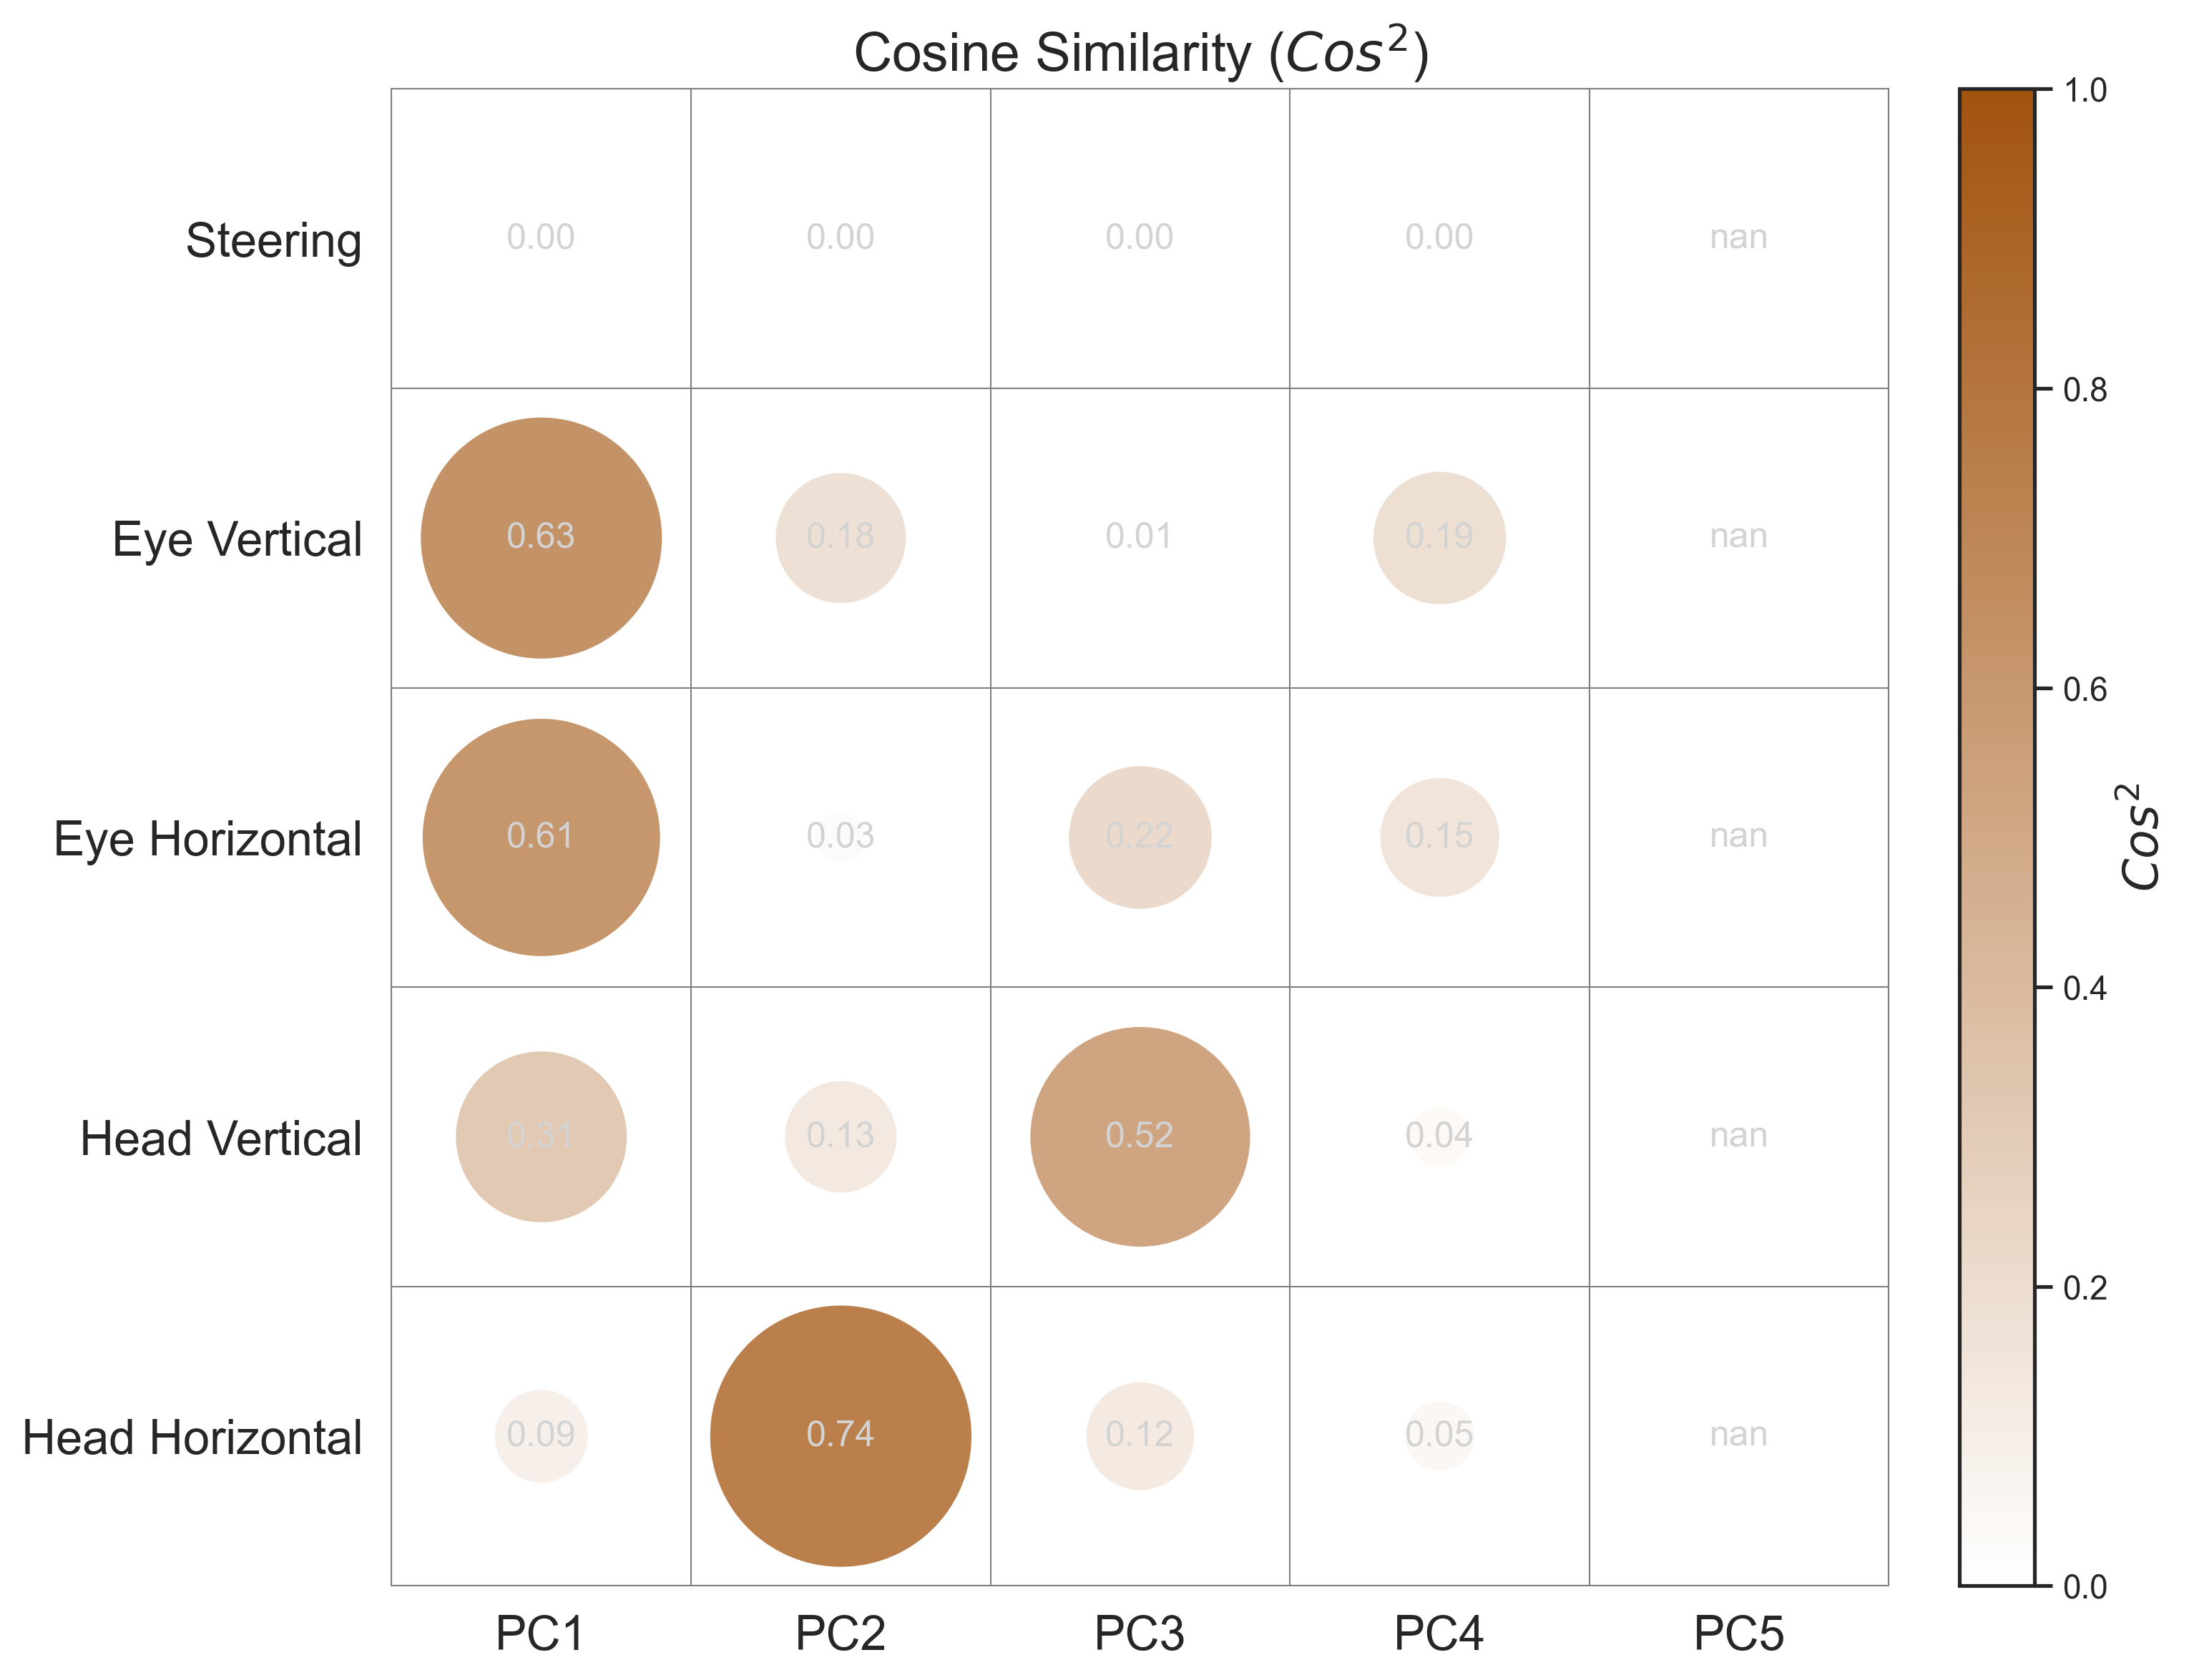 Cosine Similarity (Cos²)
Steering 0.00 0.00 0.00 0.00 nan
Eye Vertical 0.63 0.18 0.01 0.19 nan
Eye Horizontal 0.61 0.03 0.22 0.15 nan
Head Vertical 0.31 0.13 0.52 0.04 nan
Head Horizontal 0.09 0.74 0.12 0.05 nan
PC1 PC2 PC3 PC4 PC5
1.0
0.8
0.6
0.4
0.2
0.0
Cos²